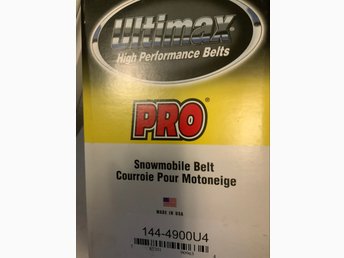 Ultimax®
High Performance Belts
PRO®
Snowmobile Belt
Courroie Pour Motoneige
MADE IN USA
144-4900U4